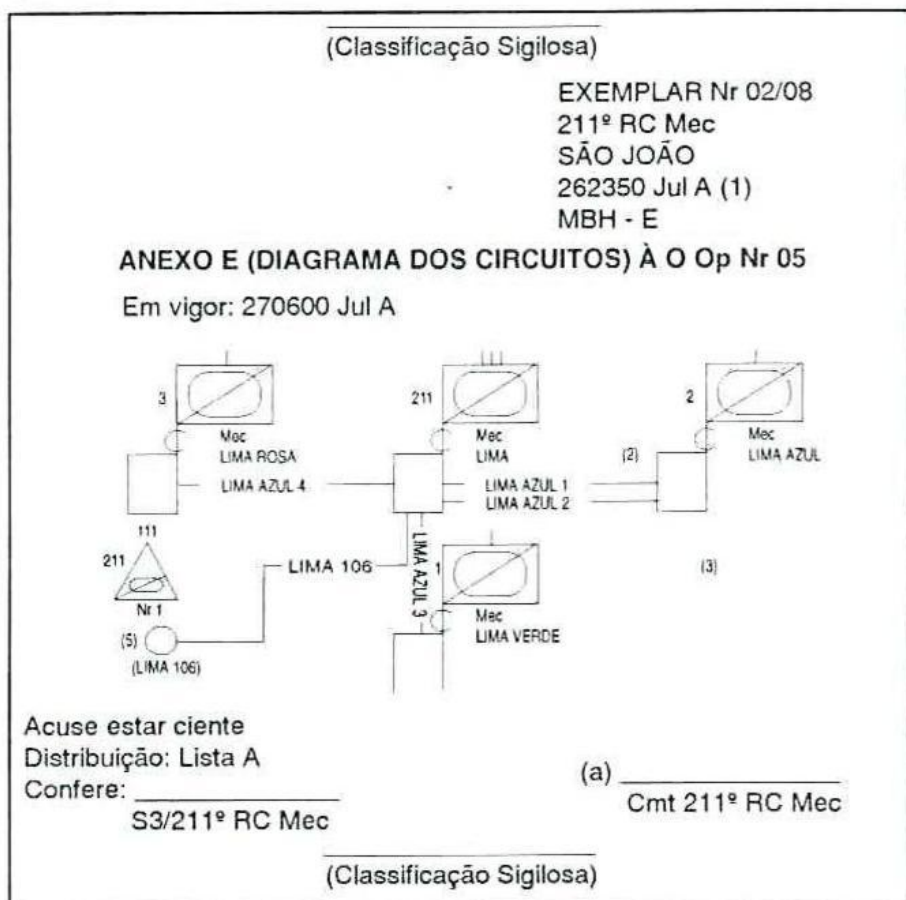 (Classificação Sigilosa)
EXEMPLAR Nr 02/08
211º RC Mec
SÃO JOÃO
262350 Jul A (1)
MBH - E
ANEXO E (DIAGRAMA DOS CIRCUITOS) À O Op Nr 05
Em vigor: 270600 Jul A
3
Mec
LIMA ROSA
211
Mec
LIMA
2
Mec
LIMA AZUL
(2)
LIMA AZUL 4
LIMA AZUL 1
LIMA AZUL 2
111
211
Nr 1
LIMA 106
LIMA AZUL 3
1
Mec
LIMA VERDE
(3)
(5)
(LIMA 106)
Acuse estar ciente
Distribuição: Lista A
Confere:
S3/211º RC Mec
(a)
Cmt 211º RC Mec
(Classificação Sigilosa)